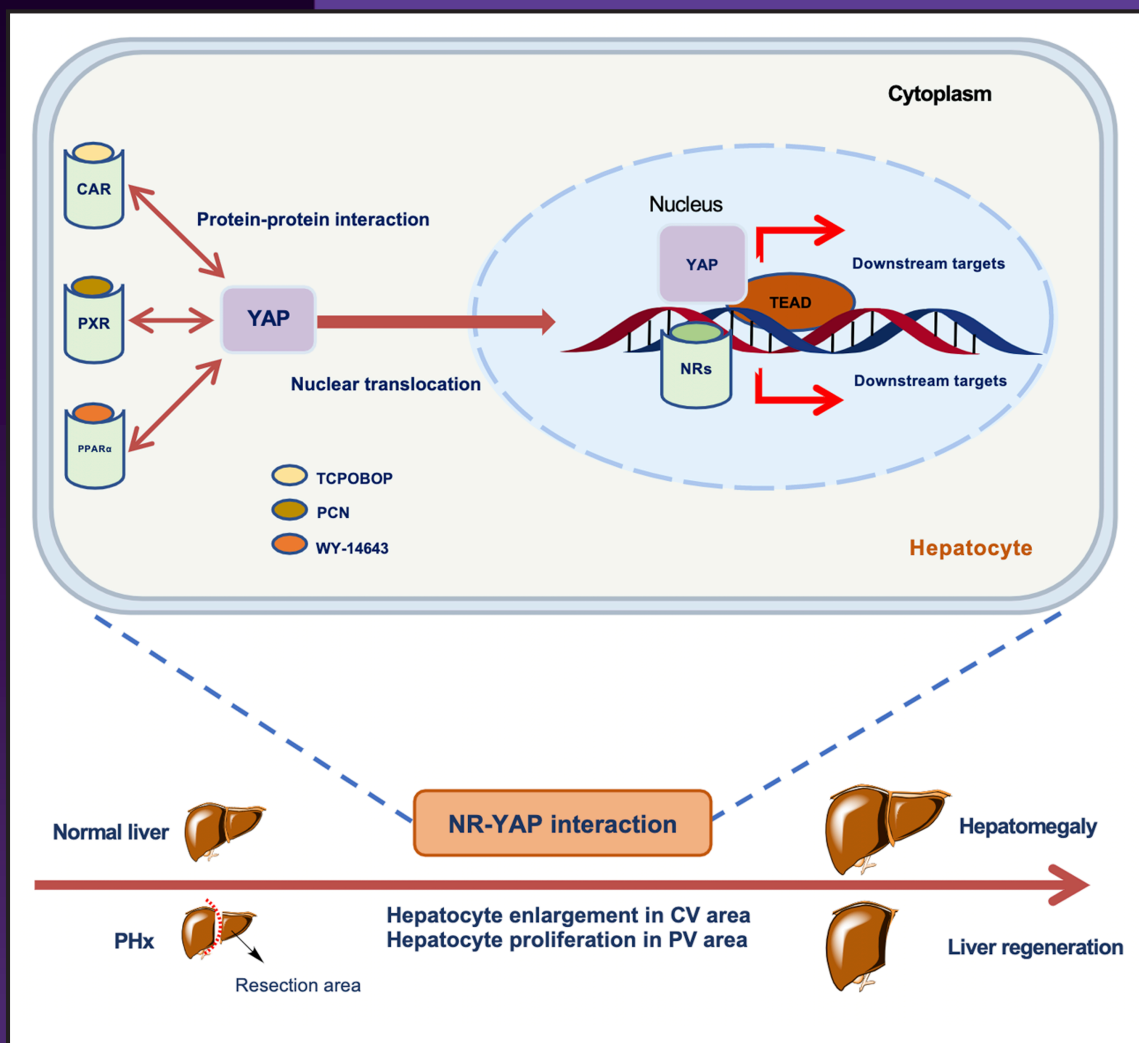 Cytoplasm
CAR
Protein-protein interaction
Nucleus
YAP
Downstream targets
PXR
YAP
TEAD
NRs
Nuclear translocation
Downstream targets
PPARα
TCPOBOP
PCN
WY-14643
Hepatocyte
Normal liver
NR-YAP interaction
Hepatomegaly
PHx
Resection area
Hepatocyte enlargement in CV area
Hepatocyte proliferation in PV area
Liver regeneration